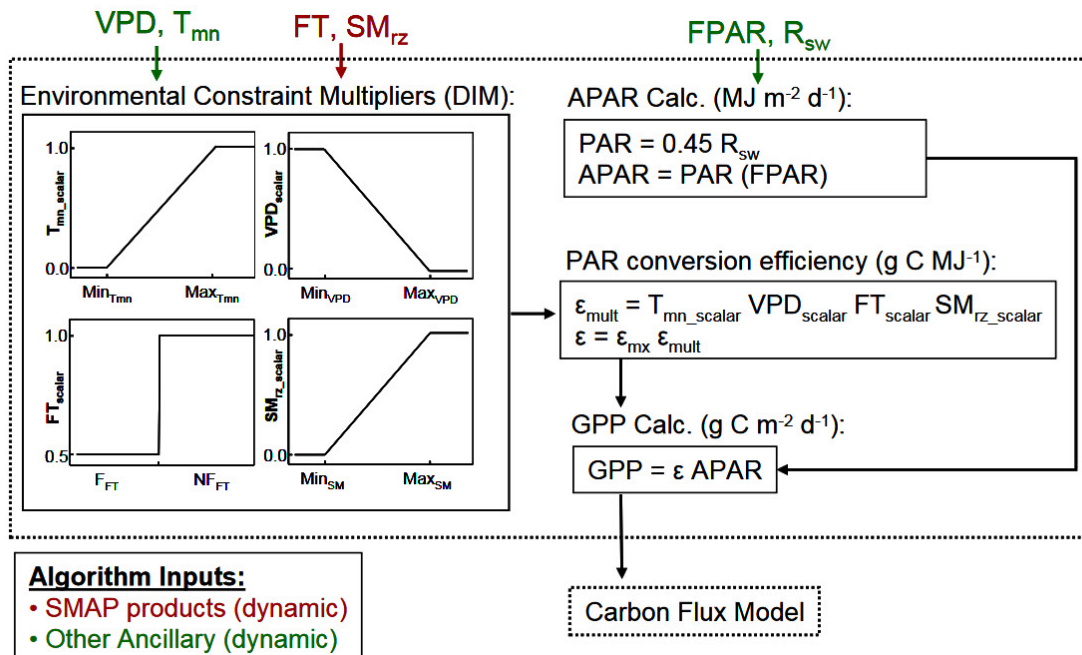 VPD, Tmn
FT, SMrz
FPAR, Rsw
Environmental Constraint Multipliers (DIM):
1.0
Tmn_scalar
0.0
MinTmn MaxTmn
1.0
VPDscalar
0.0
MinVPD MaxVPD
1.0
FTscalar
0.5
FFT NFFT
1.0
SMrz_scalar
0.0
MinSM MaxSM
APAR Calc. (MJ m-2 d-1):
PAR = 0.45 Rsw
APAR = PAR (FPAR)
PAR conversion efficiency (g C MJ-1):
εmult = Tmn_scalar VPDscalar FTscalar SMrz_scalar
ε = εmx εmult
GPP Calc. (g C m-2 d-1):
GPP = ε APAR
Carbon Flux Model
Algorithm Inputs:
• SMAP products (dynamic)
• Other Ancillary (dynamic)